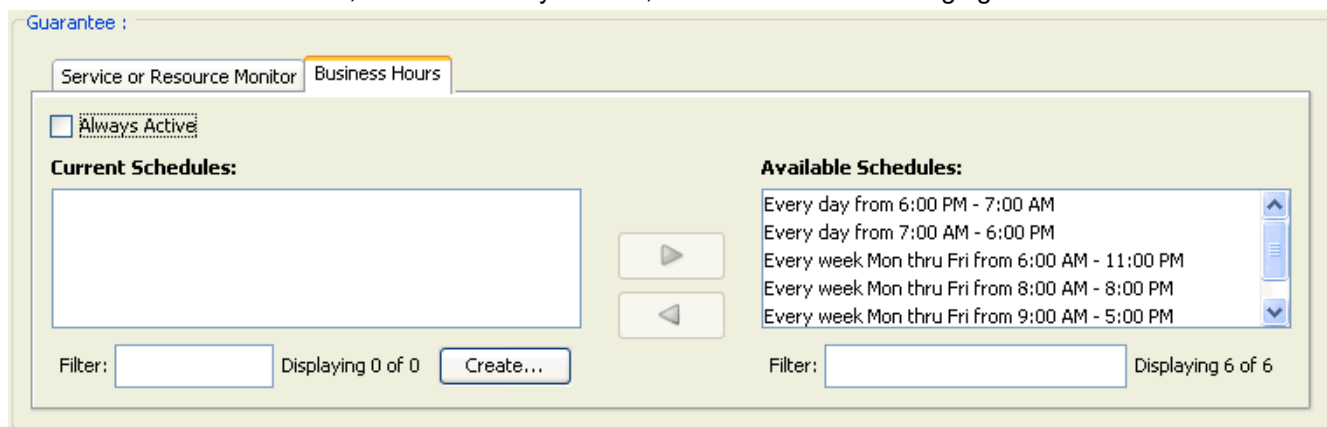 Guarantee :
Service or Resource Monitor Business Hours
Always Active
Current Schedules: Available Schedules:
Every day from 6:00 PM - 7:00 AM
Every day from 7:00 AM - 6:00 PM
Every week Mon thru Fri from 6:00 AM - 11:00 PM
Every week Mon thru Fri from 8:00 AM - 8:00 PM
Every week Mon thru Fri from 9:00 AM - 5:00 PM
Filter: Displaying 0 of 0 Create... Filter: Displaying 6 of 6